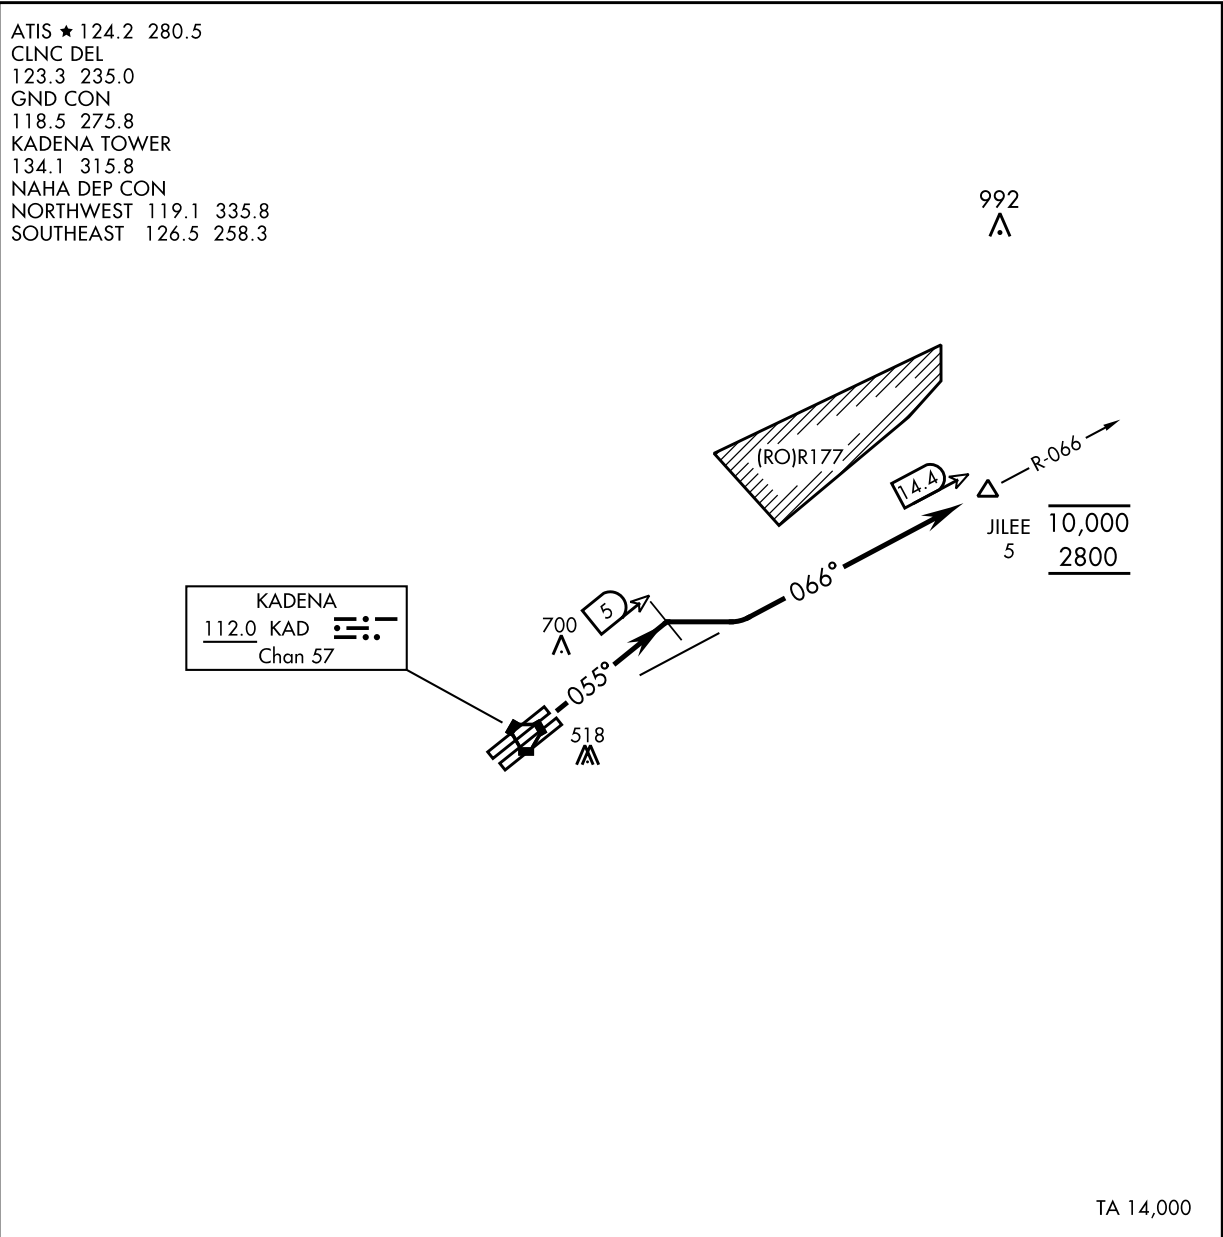 ATIS ★ 124.2 280.5
CLNC DEL
123.3 235.0
GND CON
118.5 275.8
KADENA TOWER
134.1 315.8
NAHA DEP CON
NORTHWEST 119.1 335.8
SOUTHEAST 126.5 258.3
992
(RO)R177
R-066
14.4
JILEE
5
10,000
2800
066°
KADENA
112.0 KAD
Chan 57
700
5
055°
518
TA 14,000